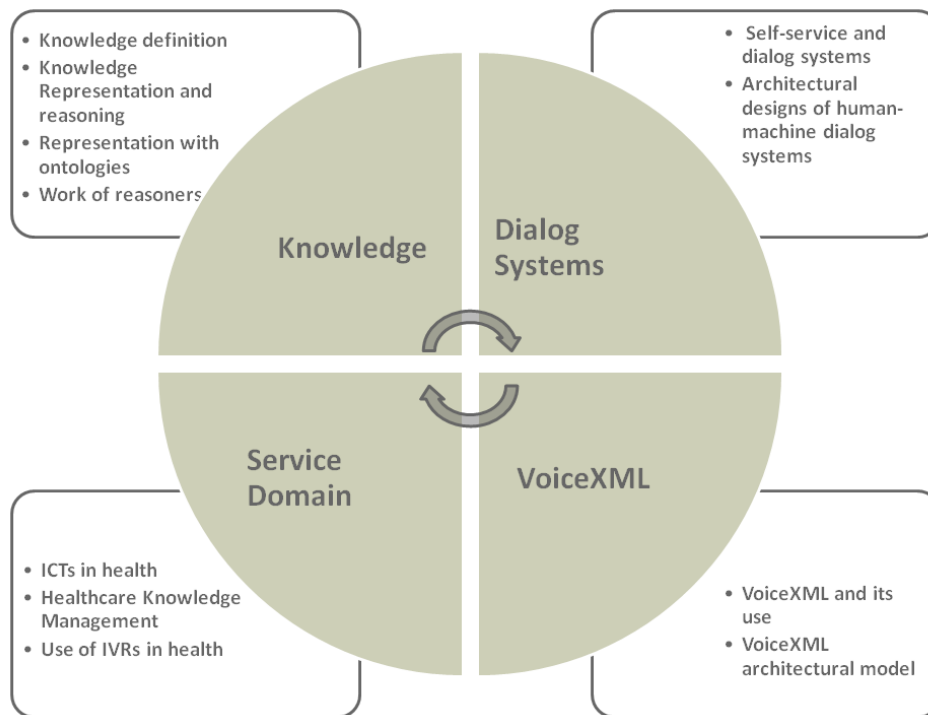 • Knowledge definition
• Knowledge
Representation and
reasoning
• Representation with
ontologies
• Work of reasoners
• Self-service and
dialog systems
• Architectural
designs of human-
machine dialog
systems
Knowledge
Dialog
Systems
Service
Domain
VoiceXML
• ICTs in health
• Healthcare Knowledge
Management
• Use of IVRs in health
• VoiceXML and its
use
• VoiceXML
architectural model